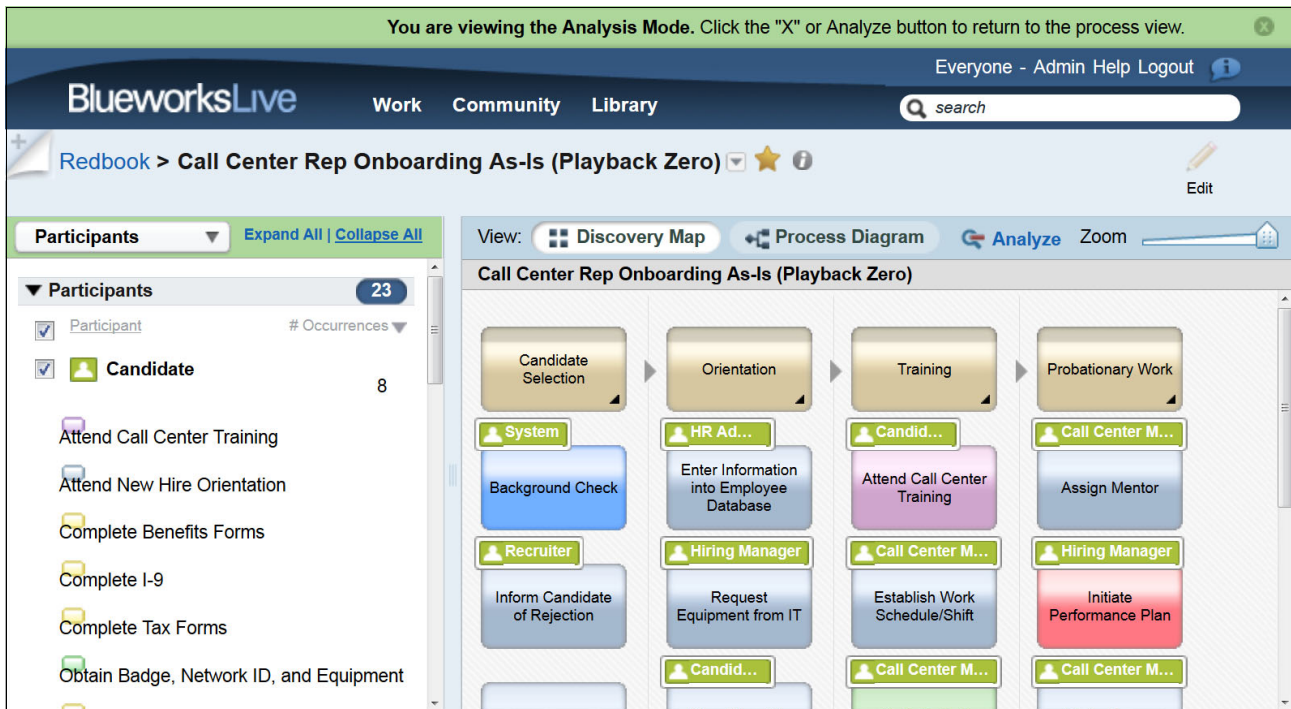 You are viewing the Analysis Mode. Click the "X" or Analyze button to return to the process view.
Everyone - Admin Help Logout
BlueworksLive
Work Community Library
search
Redbook > Call Center Rep Onboarding As-Is (Playback Zero)
Edit
Participants
Expand All | Collapse All
View: Discovery Map Process Diagram Analyze Zoom
Call Center Rep Onboarding As-Is (Playback Zero)
Participants 23
Participant # Occurrences
Candidate
8
Attend Call Center Training
Attend New Hire Orientation
Complete Benefits Forms
Complete I-9
Complete Tax Forms
Obtain Badge, Network ID, and Equipment
Candidate
Selection
Orientation
Training
Probationary Work
System
Background Check
HR Ad...
Enter Information
into Employee
Database
Candid...
Attend Call Center
Training
Call Center M...
Assign Mentor
Recruiter
Inform Candidate
of Rejection
Hiring Manager
Request
Equipment from IT
Call Center M...
Establish Work
Schedule/Shift
Hiring Manager
Initiate
Performance Plan
Candid...
Call Center M...
Call Center M...